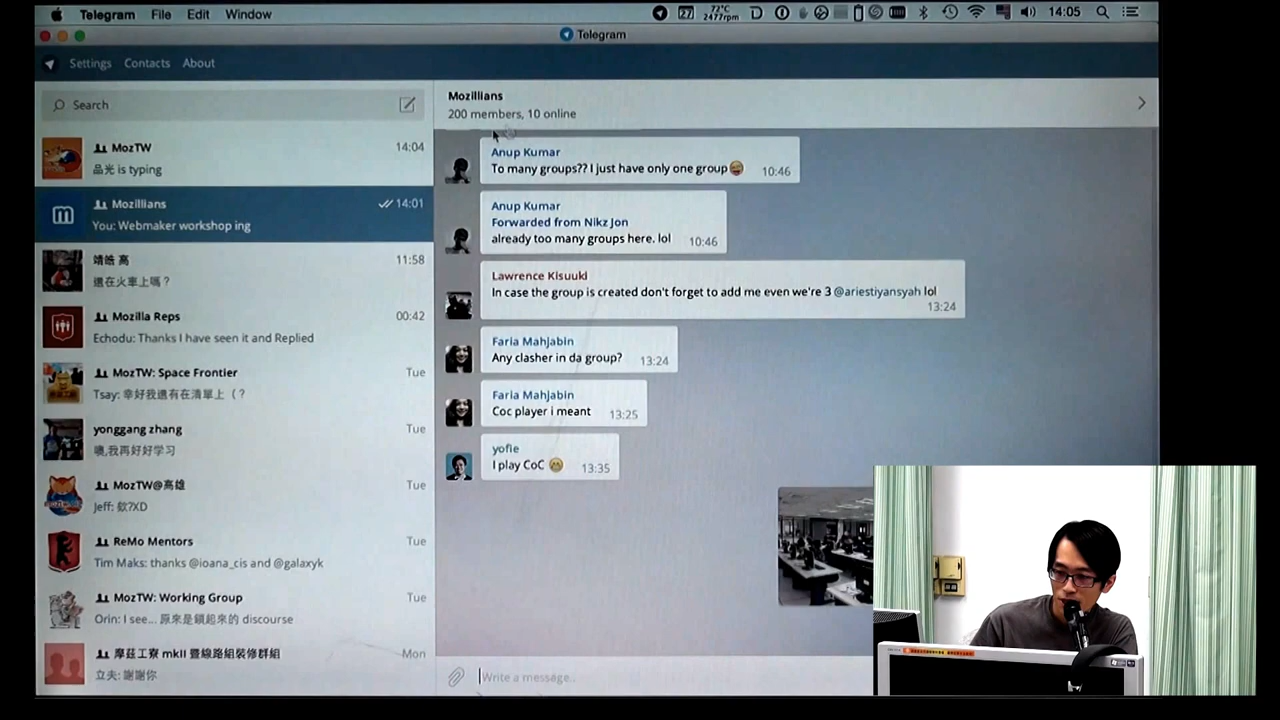 Telegram File Edit Window
27
72°C
2477rpm
14:05
Telegram
Settings Contacts About
Search
MozTW 14:04
品光 is typing
Mozillians 14:01
You: Webmaker workshop ing
靖皓 高 11:58
還在火車上嗎？
Mozilla Reps 00:42
Echodu: Thanks I have seen it and Replied
MozTW: Space Frontier Tue
Tsay: 幸好我還有在清單上（？
yonggang zhang Tue
噢,我再好好学习
MozTW@高雄 Tue
Jeff: 欸?XD
ReMo Mentors Tue
Tim Maks: thanks @ioana_cis and @galaxyk
MozTW: Working Group Tue
Orin: I see... 原來是鎖起來的 discourse
摩茲工寮 mkII 暨線路組裝修群組 Mon
立夫: 謝謝你
Mozillians
200 members, 10 online
Anup Kumar
To many groups?? I just have only one group😄 10:46
Anup Kumar
Forwarded from Nikz Jon
already too many groups here. lol 10:46
Lawrence Kisuuki
In case the group is created don't forget to add me even we're 3 @ariestiyansyah lol
13:24
Faria Mahjabin
Any clasher in da group? 13:24
Faria Mahjabin
Coc player i meant 13:25
yofie
I play CoC 😁 13:35
Write a message..